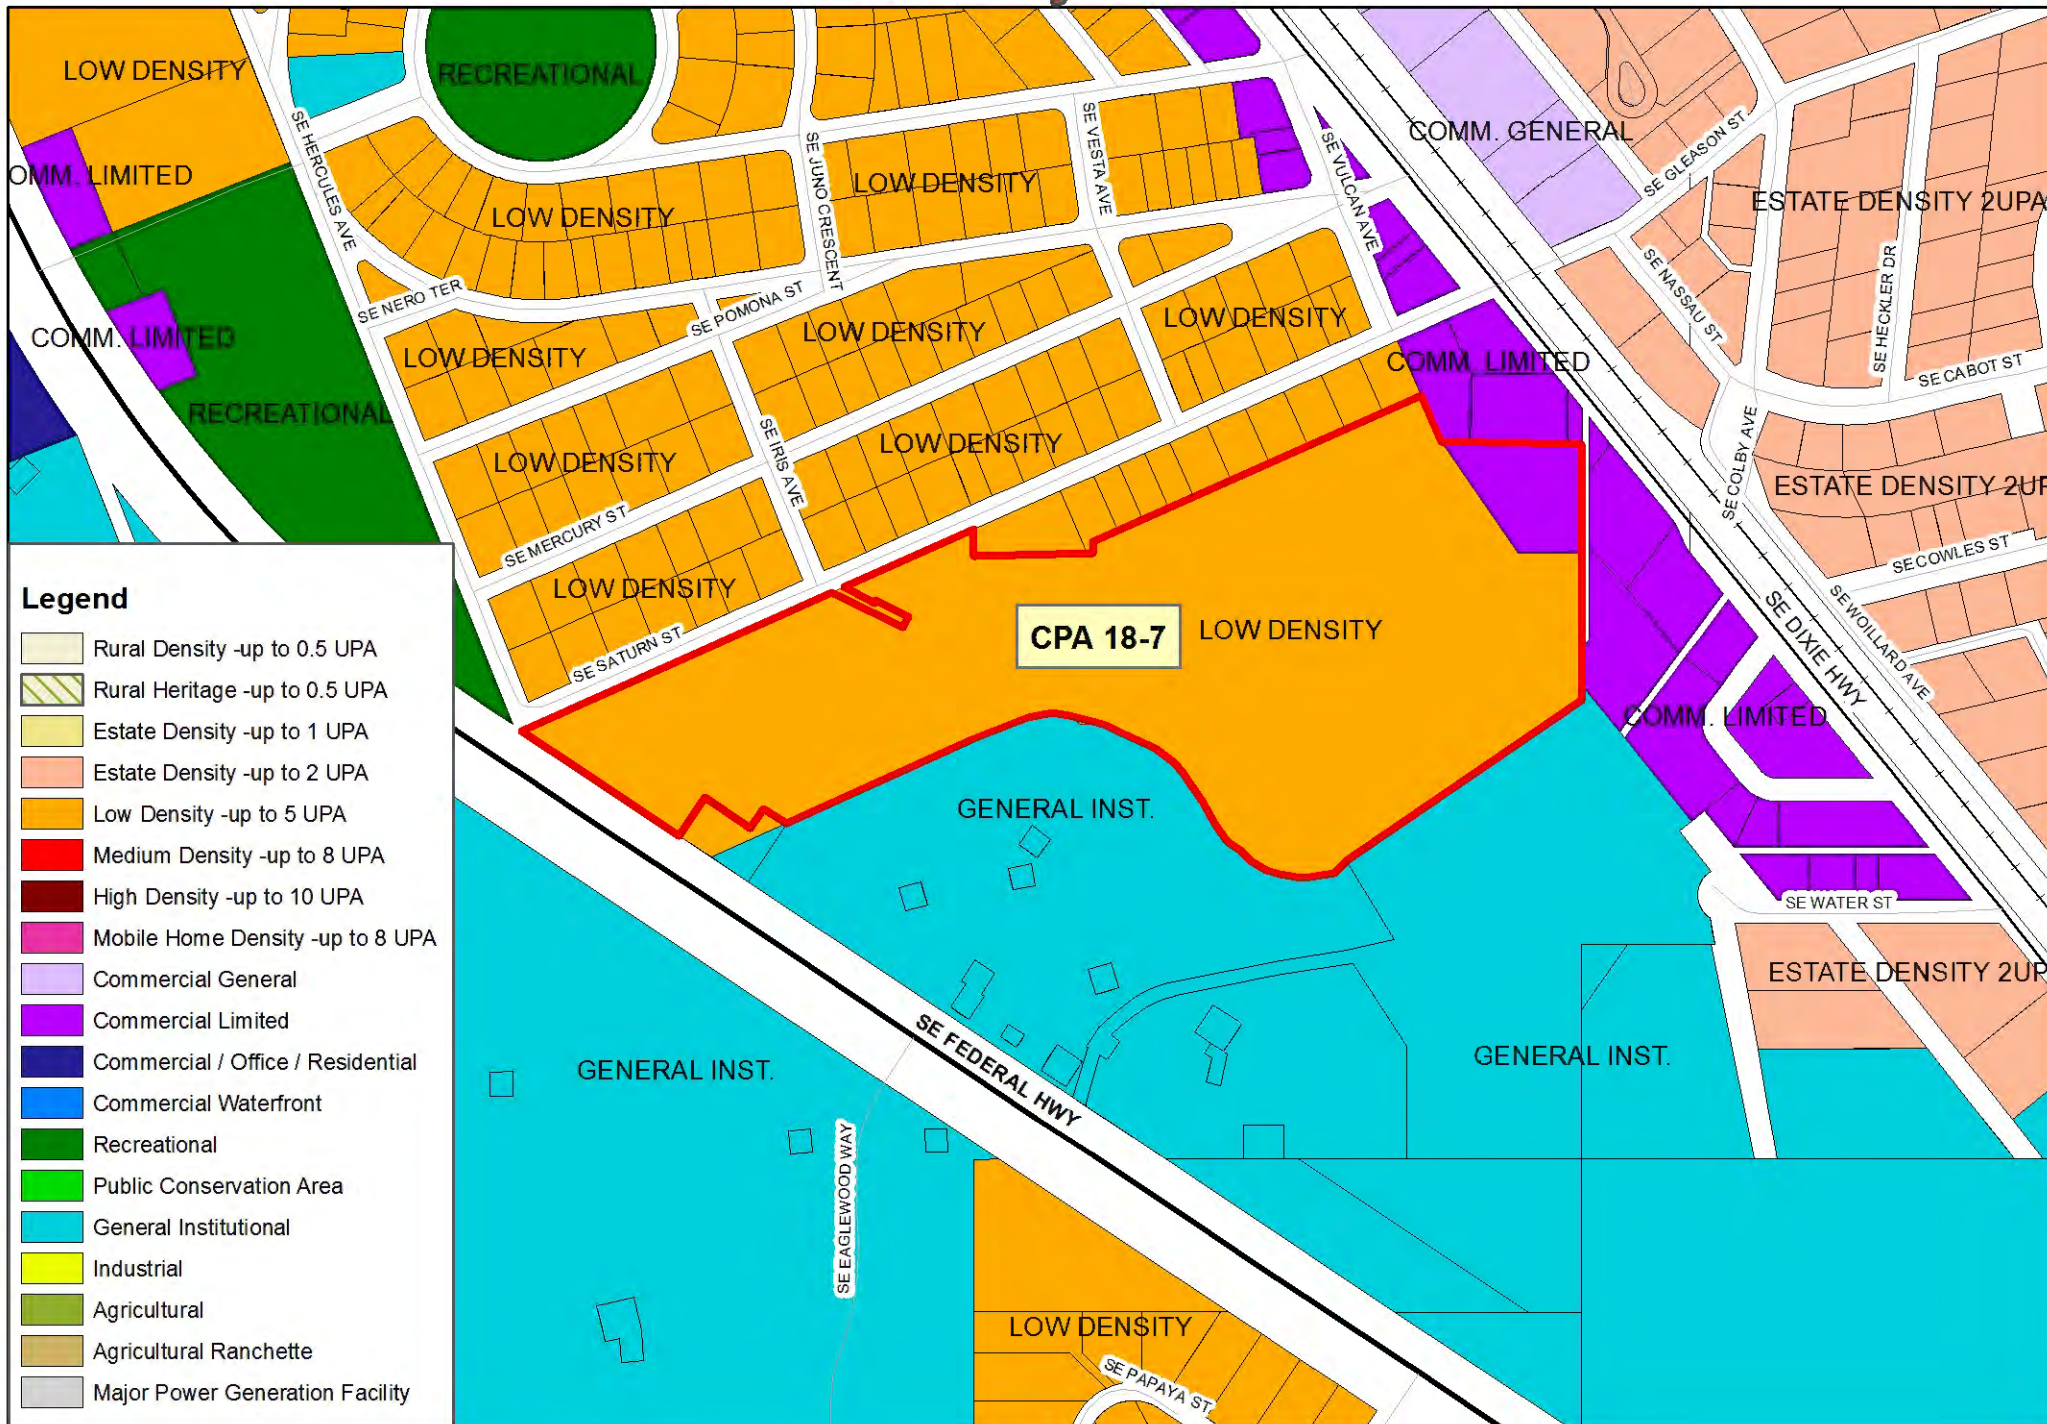 LOW DENSITY
RECREATIONAL
OMM. LIMITED
SE HERCULES AVE
LOW DENSITY
SE JUNO CRESCENT
LOW DENSITY
SE VESTA AVE
SE VULCAN AVE
COMM. GENERAL
SE GLEASON ST
ESTATE DENSITY 2UPA
SE NERO TER
SE POMONA ST
SE NASSAU ST
SE HECKLER DR
COMM. LIMITED
LOW DENSITY
LOW DENSITY
LOW DENSITY
COMM. LIMITED
SE CABOT ST
RECREATIONAL
LOW DENSITY
SE IRIS AVE
LOW DENSITY
SE COLBY AVE
ESTATE DENSITY 2UP
SE MERCURY ST
SE COWLES ST
LOW DENSITY
SE SATURN ST
CPA 18-7
LOW DENSITY
SE DIXIE HWY
SE WOILLARD AVE
COMM. LIMITED
GENERAL INST.
SE WATER ST
ESTATE DENSITY 2UP
GENERAL INST.
SE FEDERAL HWY
GENERAL INST.
SE EAGLEWOOD WAY
LOW DENSITY
SE PAPAYA ST
Legend
Rural Density -up to 0.5 UPA
Rural Heritage -up to 0.5 UPA
Estate Density -up to 1 UPA
Estate Density -up to 2 UPA
Low Density -up to 5 UPA
Medium Density -up to 8 UPA
High Density -up to 10 UPA
Mobile Home Density -up to 8 UPA
Commercial General
Commercial Limited
Commercial / Office / Residential
Commercial Waterfront
Recreational
Public Conservation Area
General Institutional
Industrial
Agricultural
Agricultural Ranchette
Major Power Generation Facility